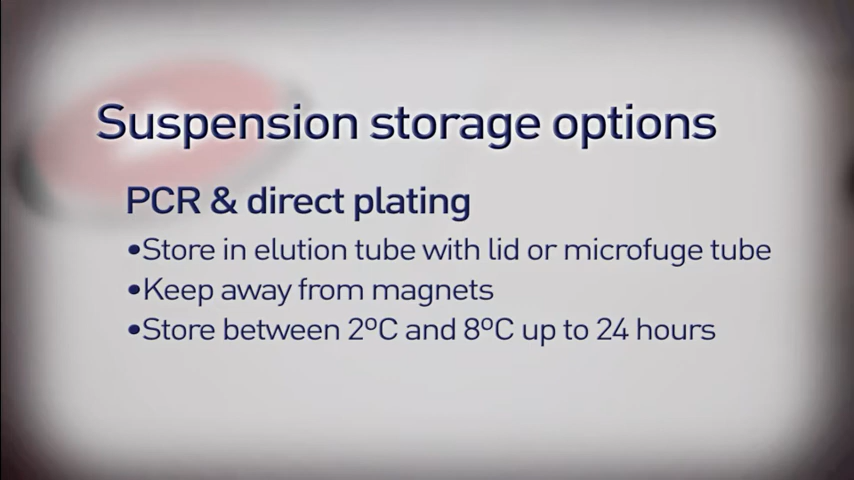 Suspension storage options
PCR & direct plating
•Store in elution tube with lid or microfuge tube
•Keep away from magnets
•Store between 2ºC and 8ºC up to 24 hours